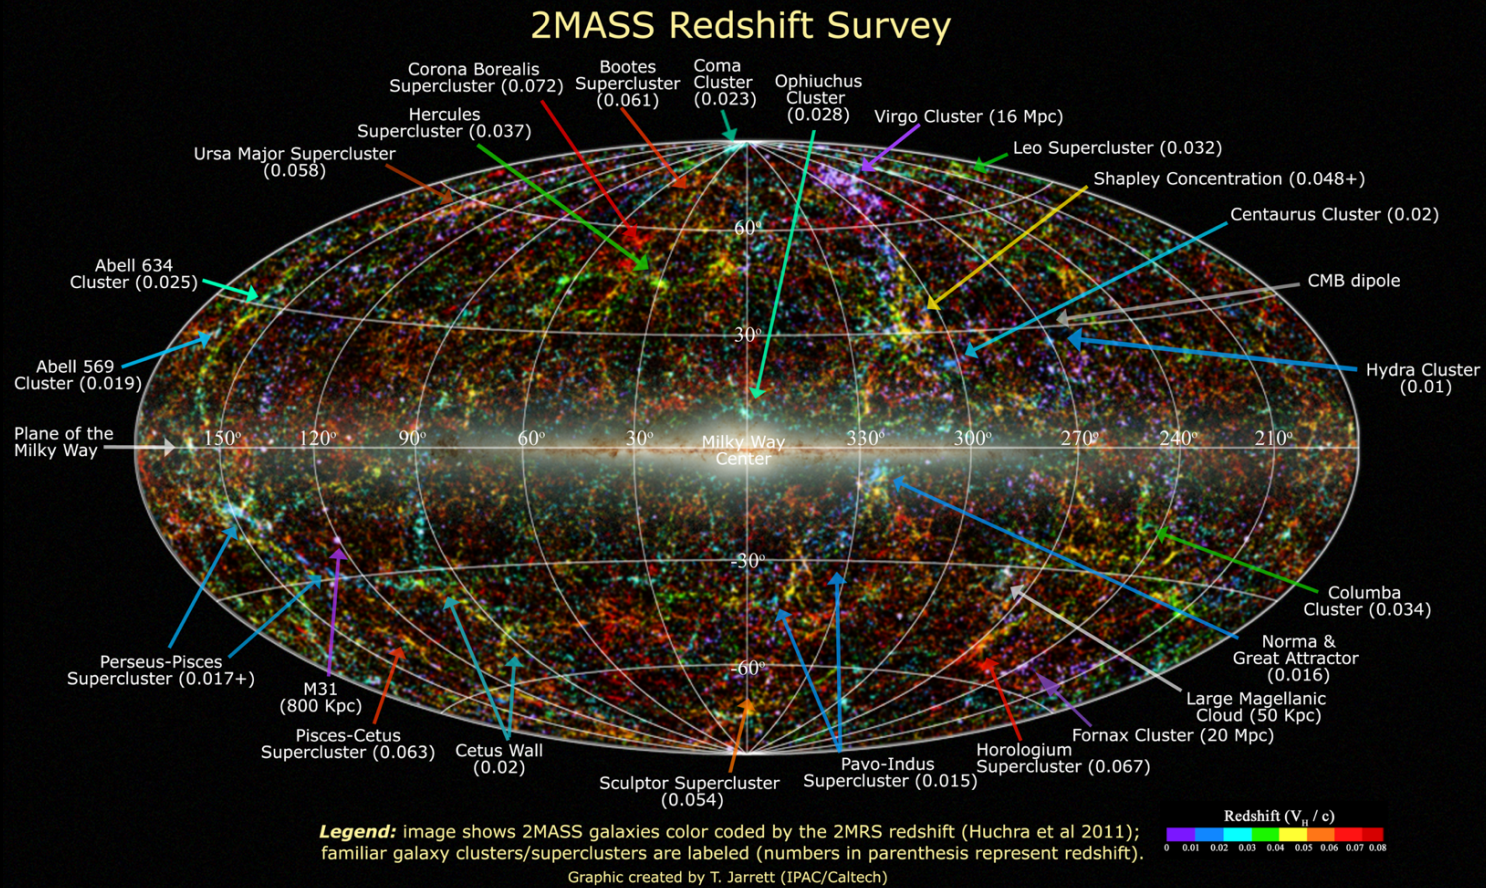 2MASS Redshift Survey
Corona Borealis
Supercluster (0.072)
Bootes
Supercluster
(0.061)
Coma
Cluster
(0.023)
Ophiuchus
Cluster
(0.028)
Virgo Cluster (16 Mpc)
Hercules
Supercluster (0.037)
Leo Supercluster (0.032)
Ursa Major Supercluster
(0.058)
Shapley Concentration (0.048+)
Centaurus Cluster (0.02)
60°
Abell 634
Cluster (0.025)
CMB dipole
30°
Abell 569
Cluster (0.019)
Hydra Cluster
(0.01)
Plane of the
Milky Way
150° 120° 90° 60° 30°
Milky Way
Center
330° 300° 270° 240° 210°
-30°
Columba
Cluster (0.034)
Norma &
Great Attractor
(0.016)
-60°
Perseus-Pisces
Supercluster (0.017+)
M31
(800 Kpc)
Large Magellanic
Cloud (50 Kpc)
Pisces-Cetus
Supercluster (0.063)
Cetus Wall
(0.02)
Fornax Cluster (20 Mpc)
Horologium
Supercluster (0.067)
Pavo-Indus
Supercluster (0.015)
Sculptor Supercluster
(0.054)
Legend: image shows 2MASS galaxies color coded by the 2MRS redshift (Huchra et al 2011);
familiar galaxy clusters/superclusters are labeled (numbers in parenthesis represent redshift).
Graphic created by T. Jarrett (IPAC/Caltech)
Redshift (V_H / c)
0 0.01 0.02 0.03 0.04 0.05 0.06 0.07 0.08